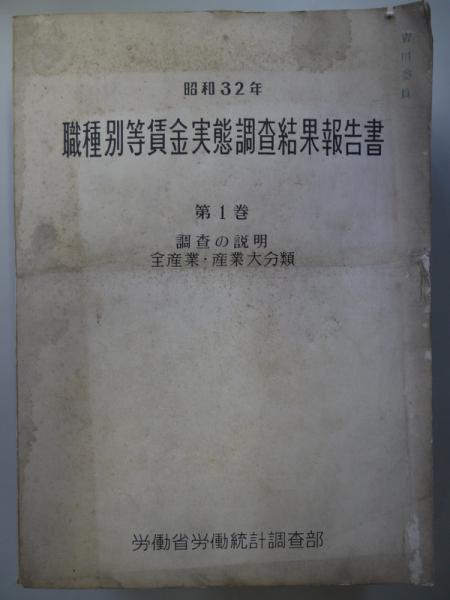 昭和32年
職種別等賃金実態調査結果報告書
第1巻
調査の説明
全産業・産業大分類
労働省労働統計調査部